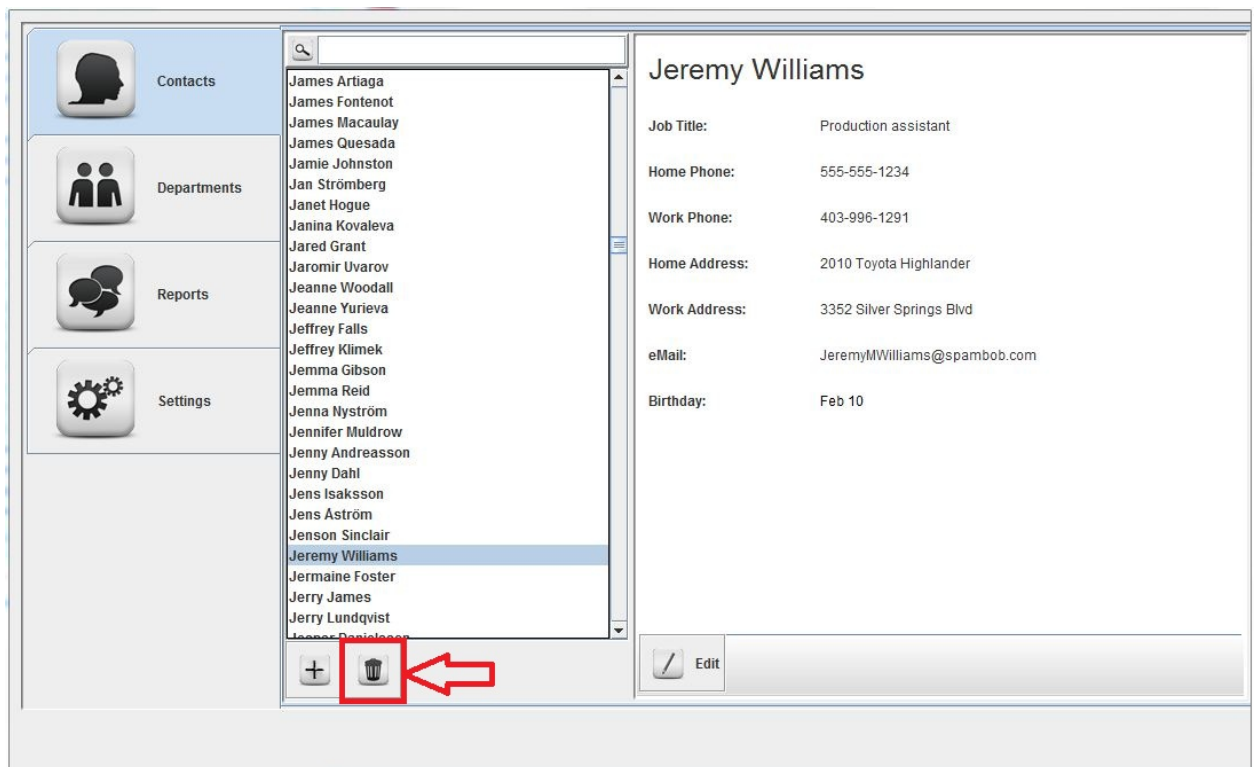 Contacts
Departments
Reports
Settings
James Artiaga
James Fontenot
James Macaulay
James Quesada
Jamie Johnston
Jan Strömberg
Janet Hogue
Janina Kovaleva
Jared Grant
Jaromir Uvarov
Jeanne Woodall
Jeanne Yurieva
Jeffrey Falls
Jeffrey Klimek
Jemma Gibson
Jemma Reid
Jenna Nyström
Jennifer Muldrow
Jenny Andreasson
Jenny Dahl
Jens Isaksson
Jens Åström
Jenson Sinclair
Jeremy Williams
Jermaine Foster
Jerry James
Jerry Lundqvist
Jeremy Williams
Job Title: Production assistant
Home Phone: 555-555-1234
Work Phone: 403-996-1291
Home Address: 2010 Toyota Highlander
Work Address: 3352 Silver Springs Blvd
eMail: JeremyMWilliams@spambob.com
Birthday: Feb 10
Edit